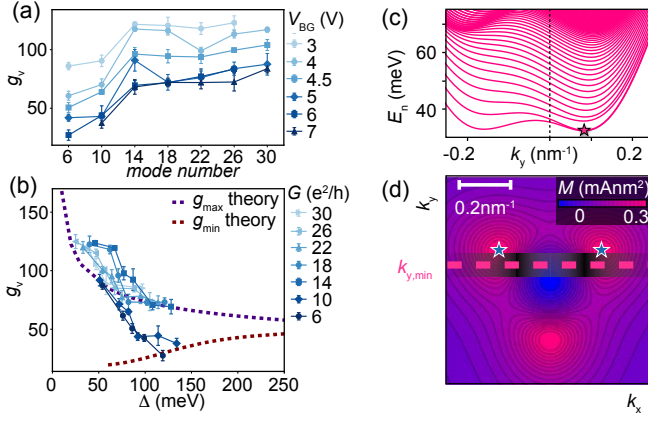 (a)
V_BG (V)
3
4
4.5
5
6
7
g_v
100
50
6 10 14 18 22 26 30
mode number
(b)
g_max theory
g_min theory
G (e²/h)
30
26
22
18
14
10
6
g_v
150
100
50
0
0 50 100 150 200 250
Δ (meV)
(c)
E_n (meV)
60
40
-0.2 0 0.2
k_y (nm⁻¹)
(d)
k_y
0.2nm⁻¹
M (mAnm²)
0 0.3
k_y,min
k_x